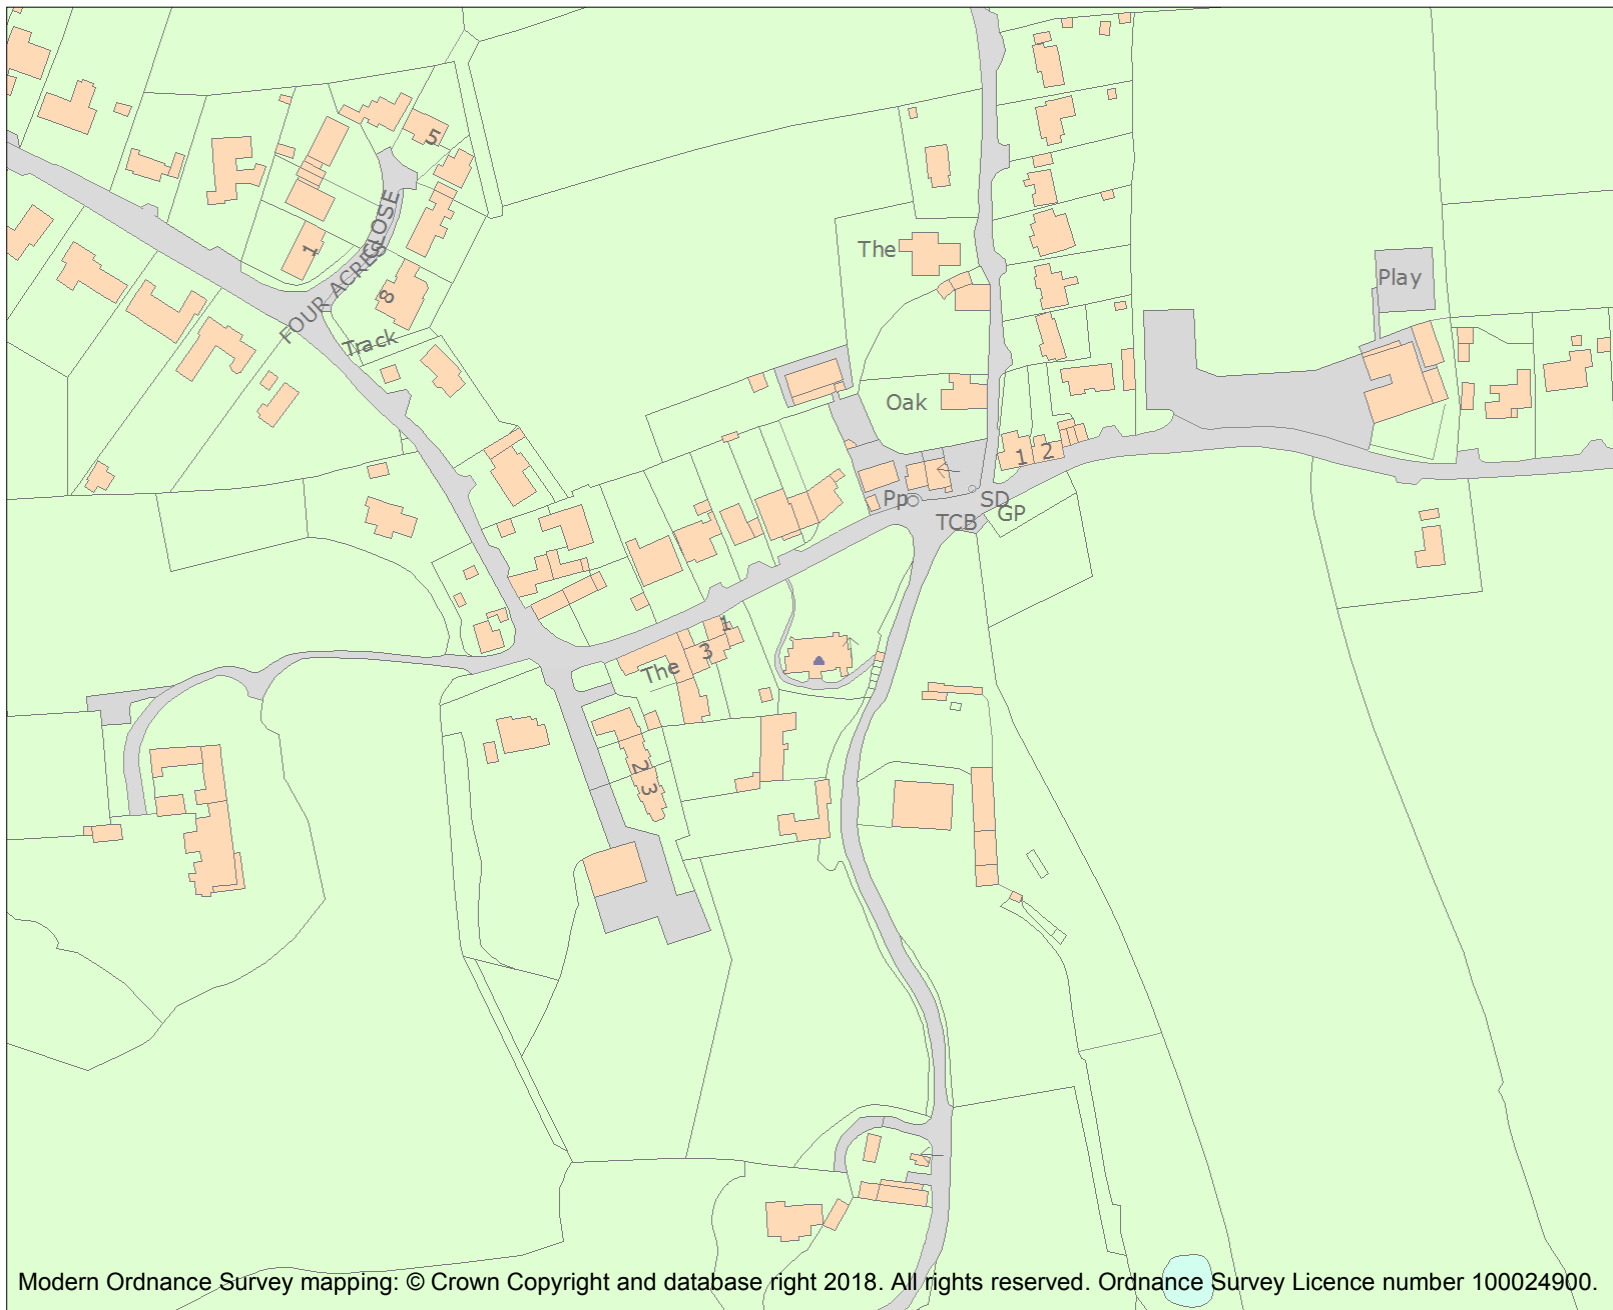 5
1
FOUR ACRES CLOSE
8
Track
The
Play
Oak
1 2
Pp
SD
GP
TCB
1
3
The
2
3
Modern Ordnance Survey mapping: © Crown Copyright and database right 2018. All rights reserved. Ordnance Survey Licence number 100024900.